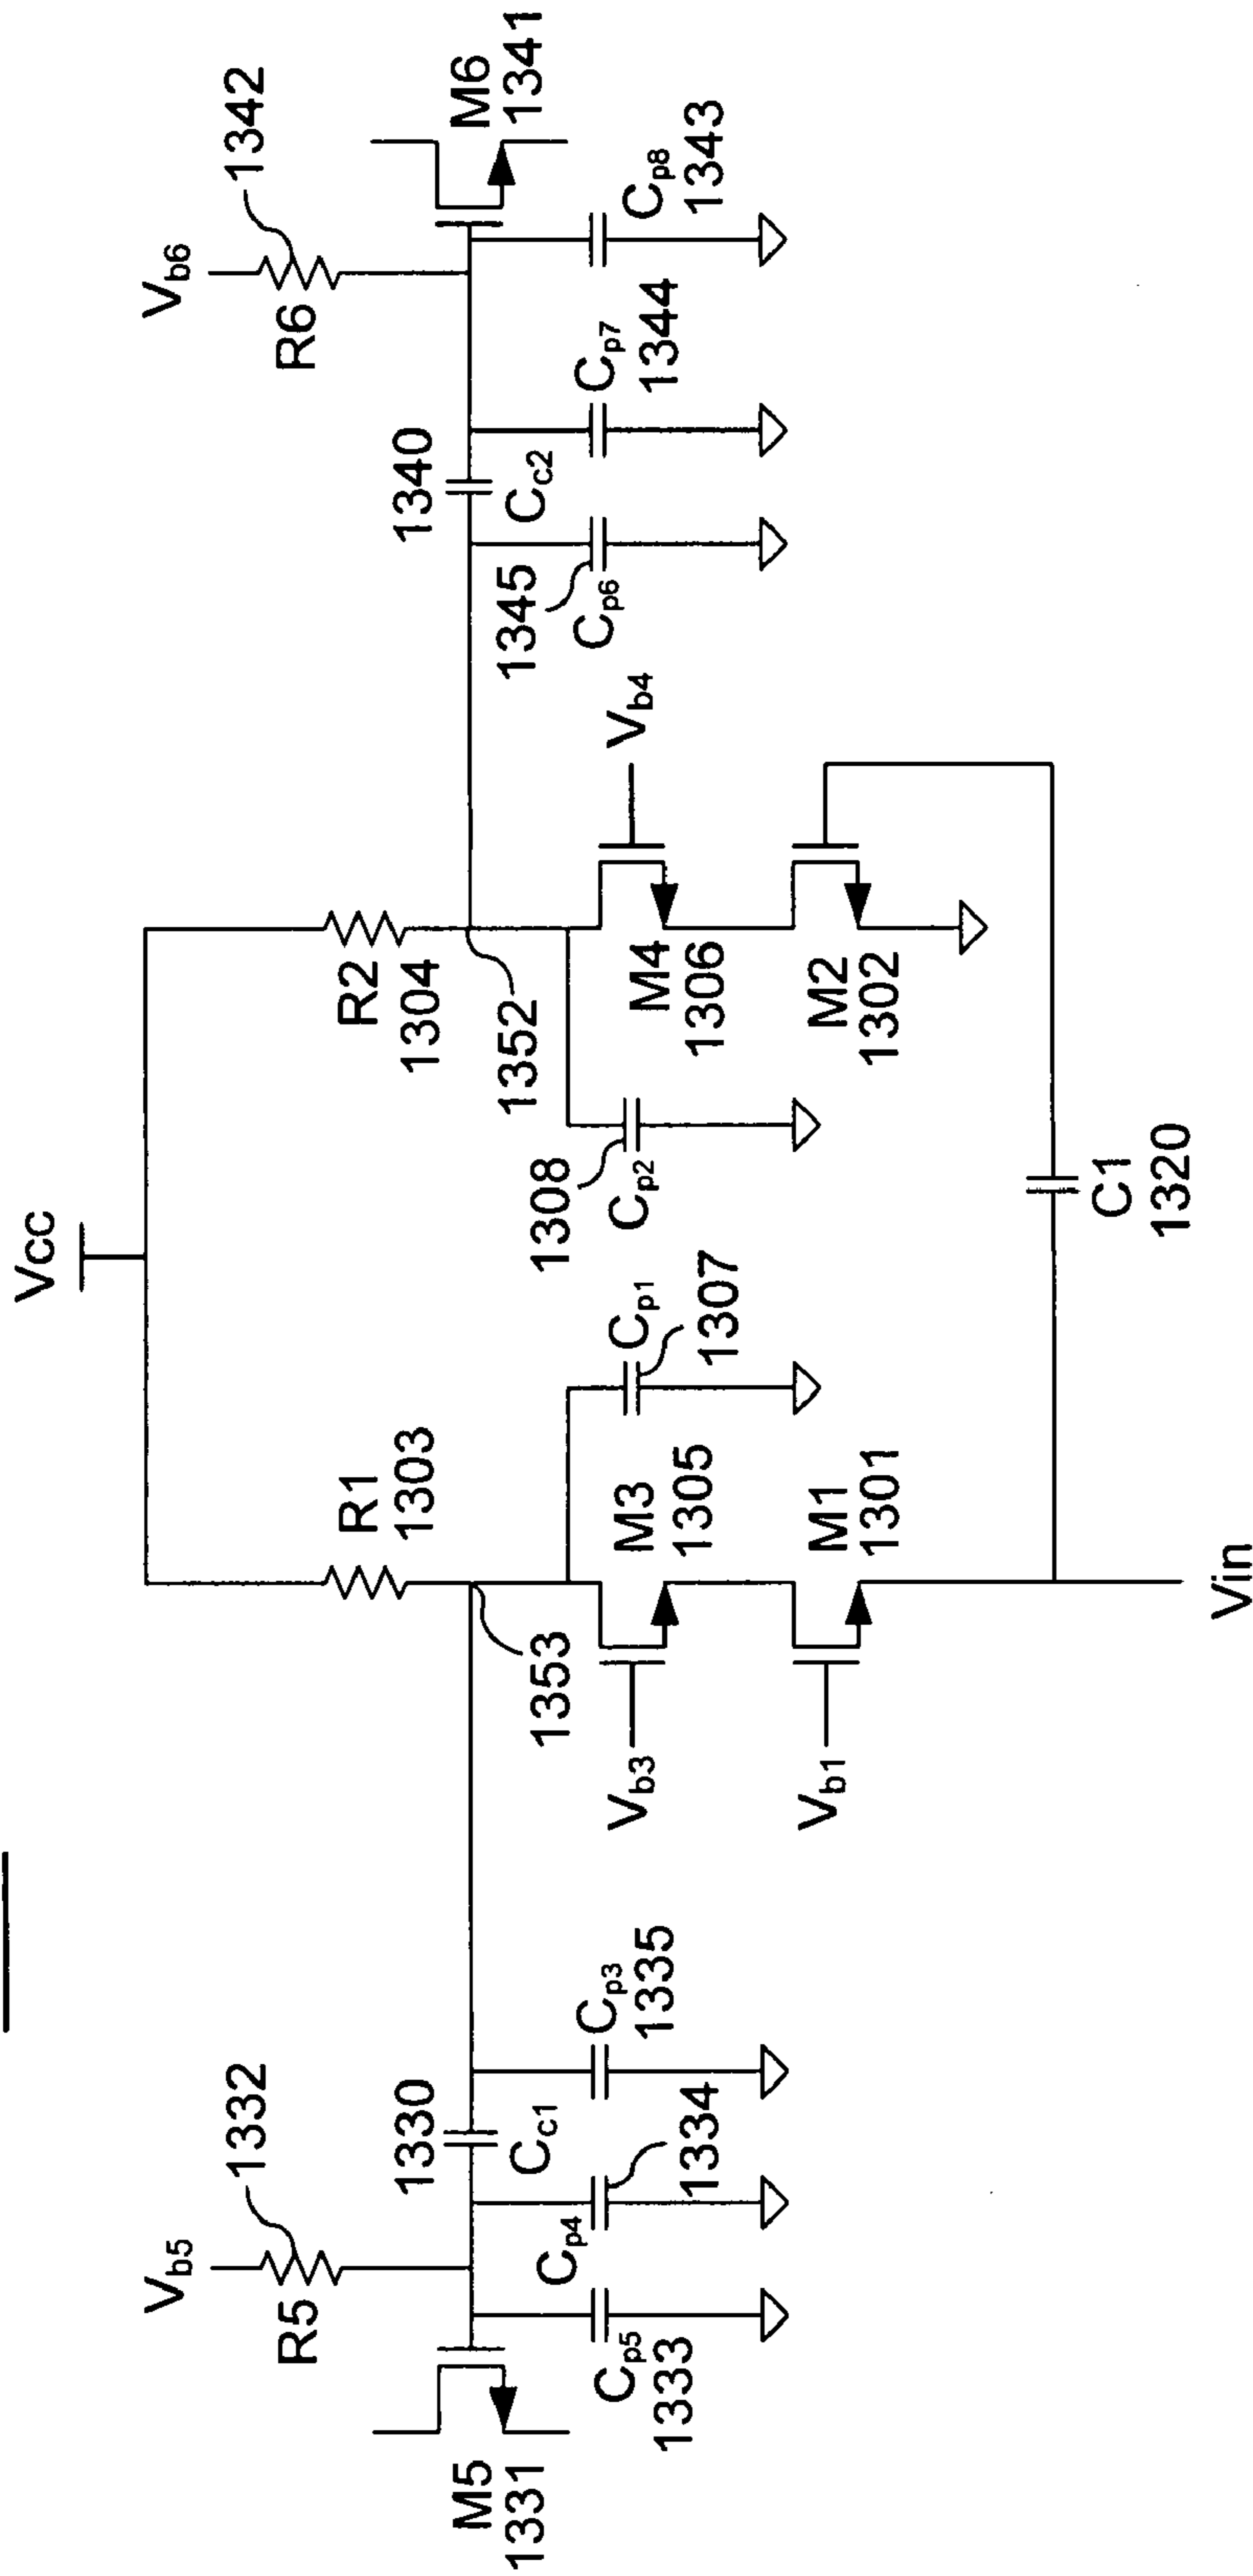 Vcc
Vb5
1332
R5
M5
1331
1330
Cc1
Cp5
1333
Cp4
1334
Cp3
1335
R1
1303
1353
Vb3
M3
1305
Cp1
1307
Vb1
M1
1301
Vin
R2
1304
1352
1308
Cp2
M4
1306
Vb4
M2
1302
C1
1320
1340
Cc2
1345
Cp6
Cp7
1344
Cp8
1343
Vb6
1342
R6
M6
1341